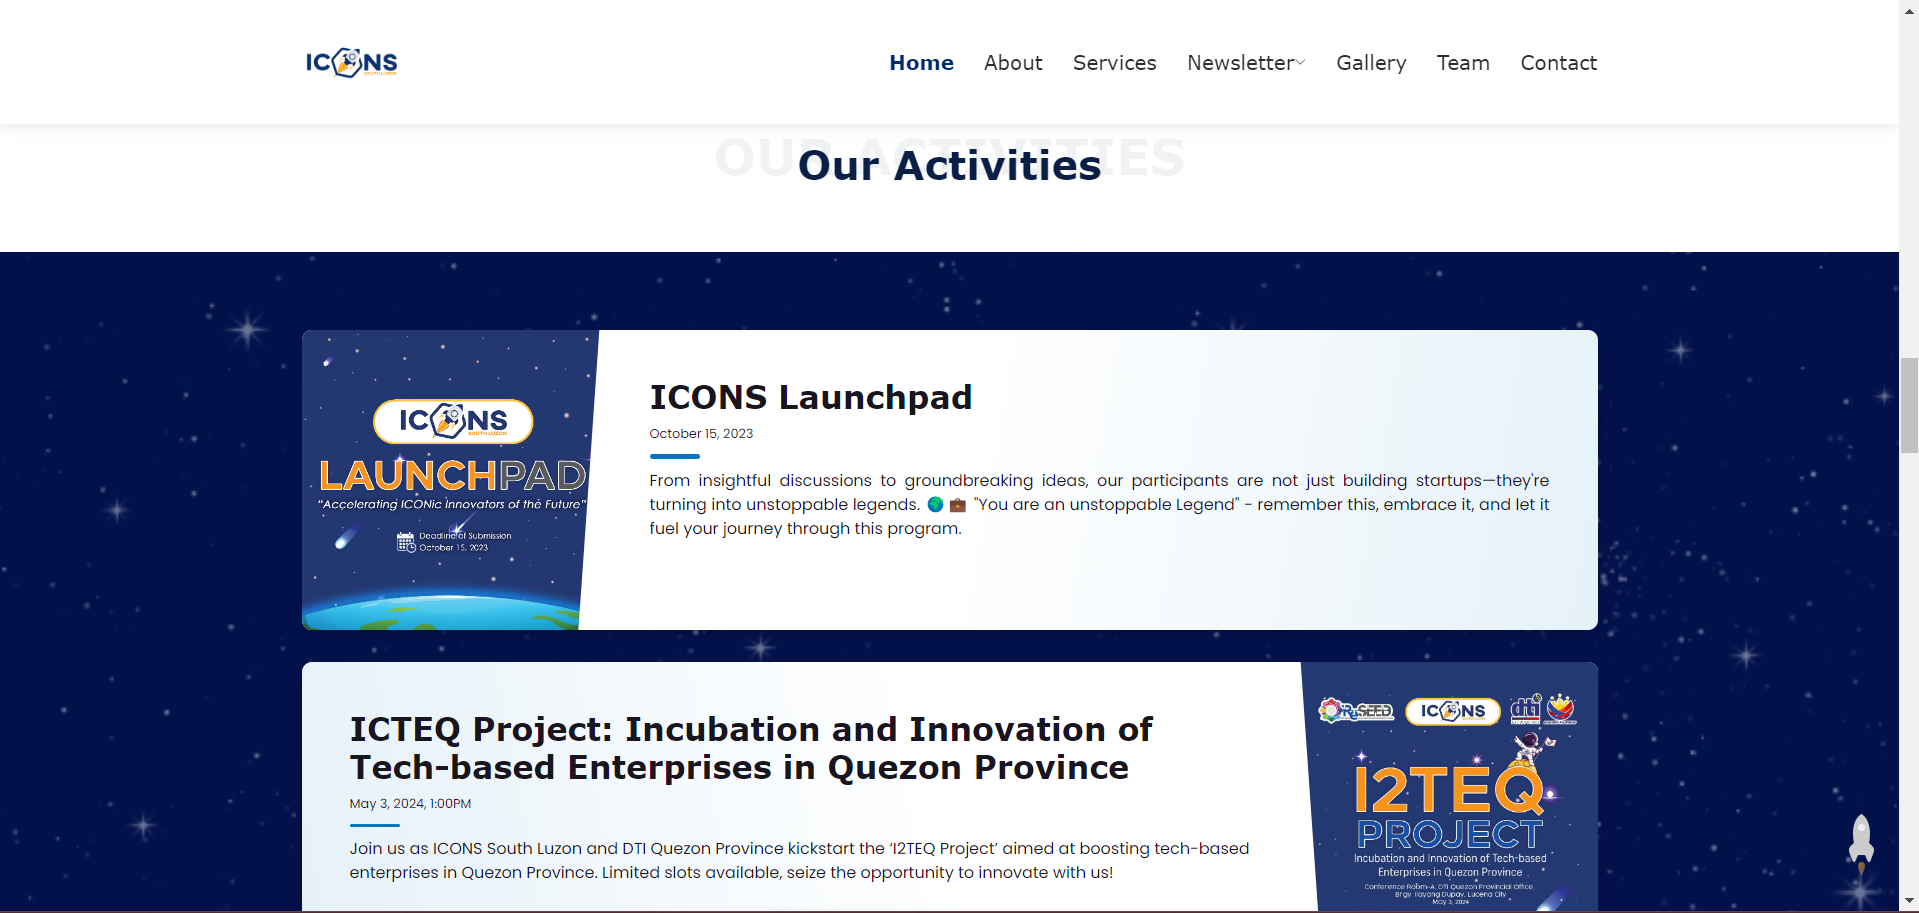 ICONS
SOUTH LUZON
Home About Services Newsletter Gallery Team Contact
OUR ACTIVITIES
Our Activities
ICONS
SOUTH LUZON
LAUNCHPAD
"Accelerating ICONic Innovators of the Future"
Deadline of Submission
October 15, 2023
ICONS Launchpad
October 15, 2023
From insightful discussions to groundbreaking ideas, our participants are not just building startups—they're
turning into unstoppable legends. 🌍 💼 "You are an unstoppable Legend" - remember this, embrace it, and let it
fuel your journey through this program.
ICTEQ Project: Incubation and Innovation of
Tech-based Enterprises in Quezon Province
May 3, 2024, 1:00PM
Join us as ICONS South Luzon and DTI Quezon Province kickstart the ‘I2TEQ Project’ aimed at boosting tech-based
enterprises in Quezon Province. Limited slots available, seize the opportunity to innovate with us!
ReSEED ICONS dti
I2TEQ
PROJECT
Incubation and Innovation of Tech-based
Enterprises in Quezon Province
Conference Room-A, DTI Quezon Provincial Office,
Brgy. Ilayang Dupay, Lucena City
May 3, 2024